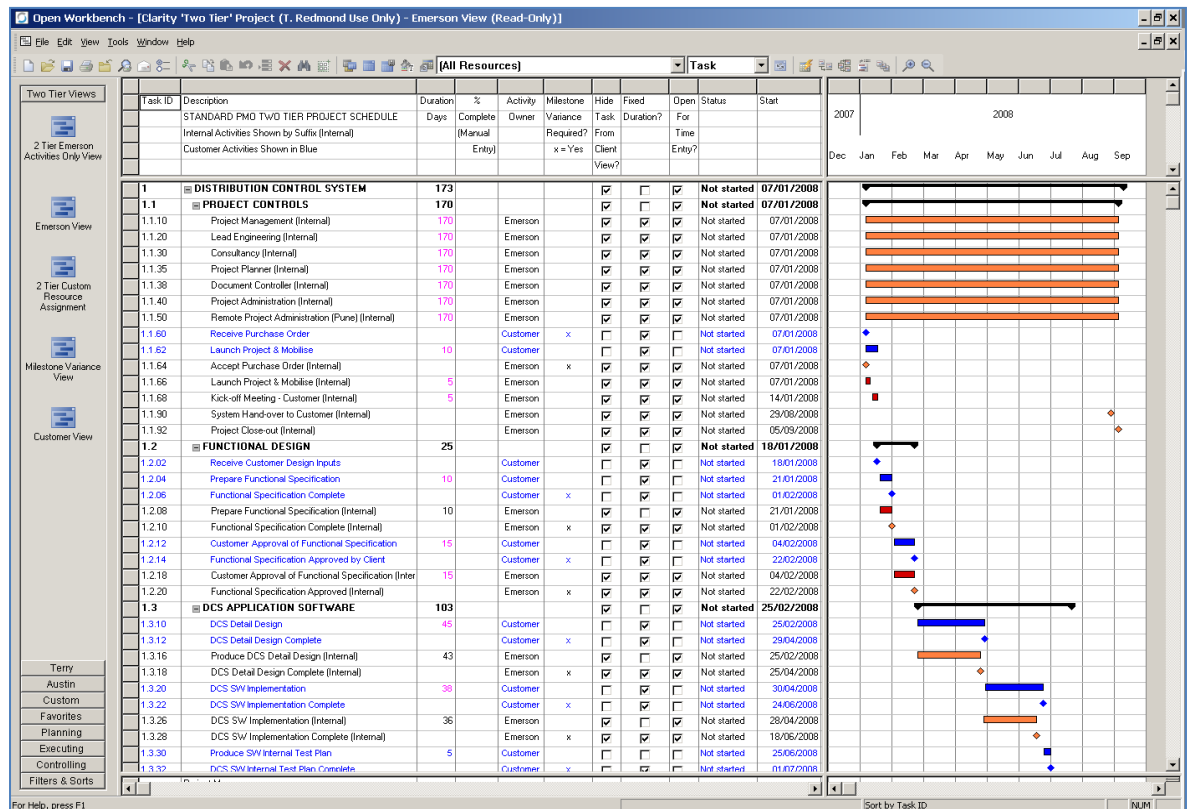 Open Workbench - [Clarity 'Two Tier' Project (T. Redmond Use Only) - Emerson View (Read-Only)]
File Edit View Tools Window Help
(All Resources) Task
Two Tier Views
2 Tier Emerson
Activities Only View
Emerson View
2 Tier Custom
Resource
Assignment
Milestone Variance
View
Customer View
Terry
Austin
Custom
Favorites
Planning
Executing
Controlling
Filters & Sorts
Task ID Description Duration % Activity Milestone Hide Fixed Open Status Start
STANDARD PMO TWO TIER PROJECT SCHEDULE Days Complete Owner Variance Task Duration? For
Internal Activities Shown by Suffix (Internal) (Manual Required? From Time
Customer Activities Shown in Blue Entry) x = Yes Client Entry?
View?
2007 2008
Dec Jan Feb Mar Apr May Jun Jul Aug Sep
1 DISTRIBUTION CONTROL SYSTEM 173 Not started 07/01/2008
1.1 PROJECT CONTROLS 170 Not started 07/01/2008
1.1.10 Project Management (Internal) 170 Emerson Not started 07/01/2008
1.1.20 Lead Engineering (Internal) 170 Emerson Not started 07/01/2008
1.1.30 Consultancy (Internal) 170 Emerson Not started 07/01/2008
1.1.35 Project Planner (Internal) 170 Emerson Not started 07/01/2008
1.1.38 Document Controller (Internal) 170 Emerson Not started 07/01/2008
1.1.40 Project Administration (Internal) 170 Emerson Not started 07/01/2008
1.1.50 Remote Project Administration (Pune) (Internal) 170 Emerson Not started 07/01/2008
1.1.60 Receive Purchase Order Customer x Not started 07/01/2008
1.1.62 Launch Project & Mobilise 10 Customer Not started 07/01/2008
1.1.64 Accept Purchase Order (Internal) Emerson x Not started 07/01/2008
1.1.66 Launch Project & Mobilise (Internal) 5 Emerson Not started 07/01/2008
1.1.68 Kick-off Meeting - Customer (Internal) 5 Emerson Not started 14/01/2008
1.1.90 System Hand-over to Customer (Internal) Emerson Not started 29/08/2008
1.1.92 Project Close-out (Internal) Emerson Not started 05/09/2008
1.2 FUNCTIONAL DESIGN 25 Not started 18/01/2008
1.2.02 Receive Customer Design Inputs Customer Not started 18/01/2008
1.2.04 Prepare Functional Specification 10 Customer Not started 21/01/2008
1.2.06 Functional Specification Complete Customer x Not started 01/02/2008
1.2.08 Prepare Functional Specification (Internal) 10 Emerson Not started 21/01/2008
1.2.10 Functional Specification Complete (Internal) Emerson x Not started 01/02/2008
1.2.12 Customer Approval of Functional Specification 15 Customer Not started 04/02/2008
1.2.14 Functional Specification Approved by Client Customer x Not started 22/02/2008
1.2.18 Customer Approval of Functional Specification (Inter 15 Emerson Not started 04/02/2008
1.2.20 Functional Specification Approved (Internal) Emerson x Not started 22/02/2008
1.3 DCS APPLICATION SOFTWARE 103 Not started 25/02/2008
1.3.10 DCS Detail Design 45 Customer Not started 25/02/2008
1.3.12 DCS Detail Design Complete Customer x Not started 29/04/2008
1.3.16 Produce DCS Detail Design (Internal) 43 Emerson Not started 25/02/2008
1.3.18 DCS Detail Design Complete (Internal) Emerson x Not started 25/04/2008
1.3.20 DCS SW Implementation 38 Customer Not started 30/04/2008
1.3.22 DCS SW Implementation Complete Customer x Not started 24/06/2008
1.3.26 DCS SW Implementation (Internal) 36 Emerson Not started 28/04/2008
1.3.28 DCS SW Implementation Complete (Internal) Emerson x Not started 18/06/2008
1.3.30 Produce SW Internal Test Plan 5 Customer Not started 25/06/2008
1.3.32 DCS SW Internal Test Plan Complete Customer x Not started 01/07/2008
For Help, press F1 Sort by Task ID NUM